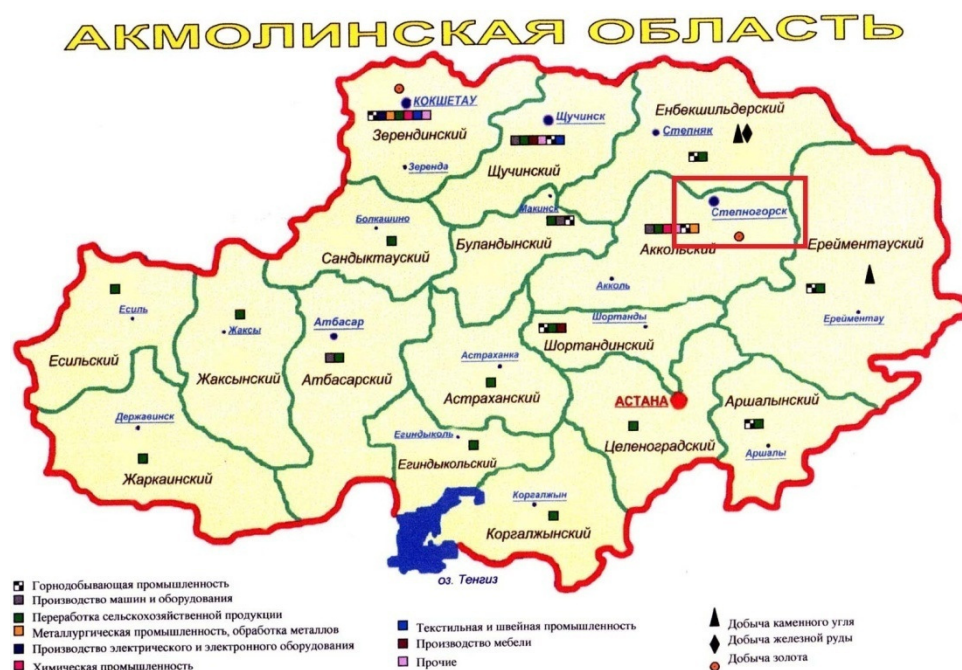 АКМОЛИНСКАЯ ОБЛАСТЬ
КОКШЕТАУ
Зерендинский
Зеренда
Щучинск
Щучинский
Енбекшильдерский
Степняк
Степногорск
Аккольский
Акколь
Ерейментауский
Ерейментау
Макинск
Буландынский
Болкашино
Сандыктауский
Есиль
Есильский
Жаксы
Жаксынский
Атбасар
Атбасарский
Астраханка
Астраханский
Шортанды
Шортандинский
АСТАНА
Целеноградский
Аршалынский
Аршалы
Державинск
Жаркаинский
Егиндыколь
Егиндыкольский
Коргалжын
Коргалжынский
оз. Тенгиз
Горнодобывающая промышленность
Производство машин и оборудования
Переработка сельскохозяйственной продукции
Металлургическая промышленность, обработка металлов
Производство электрического и электронного оборудования
Химическая промышленность
Текстильная и швейная промышленность
Производство мебели
Прочие
Добыча каменного угля
Добыча железной руды
Добыча золота